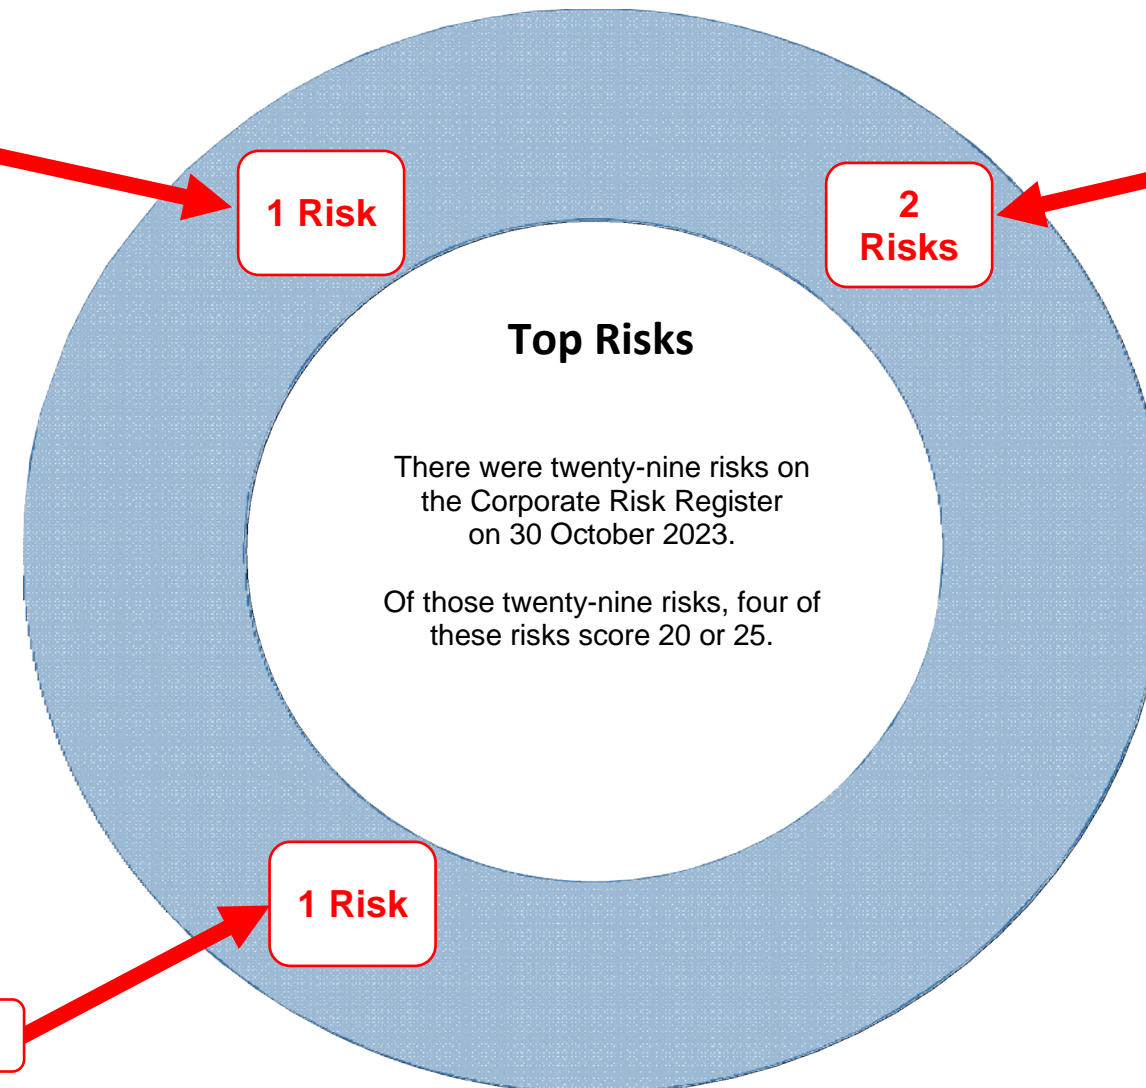 1 Risk
2
Risks
Top Risks
There were twenty-nine risks on
the Corporate Risk Register
on 30 October 2023.
Of those twenty-nine risks, four of
these risks score 20 or 25.
1 Risk